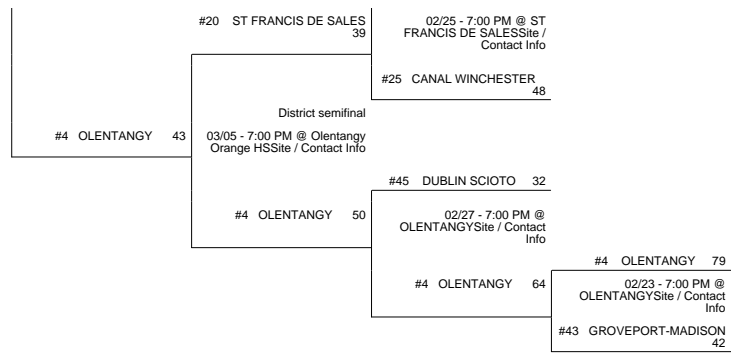 #20 ST FRANCIS DE SALES
39
02/25 - 7:00 PM @ ST
FRANCIS DE SALESSite /
Contact Info
#25 CANAL WINCHESTER
48
District semifinal
#4 OLENTANGY 43
03/05 - 7:00 PM @ Olentangy
Orange HSSite / Contact Info
#45 DUBLIN SCIOTO 32
#4 OLENTANGY 50
02/27 - 7:00 PM @
OLENTANGYSite / Contact
Info
#4 OLENTANGY 79
#4 OLENTANGY 64
02/23 - 7:00 PM @
OLENTANGYSite / Contact
Info
#43 GROVEPORT-MADISON
42